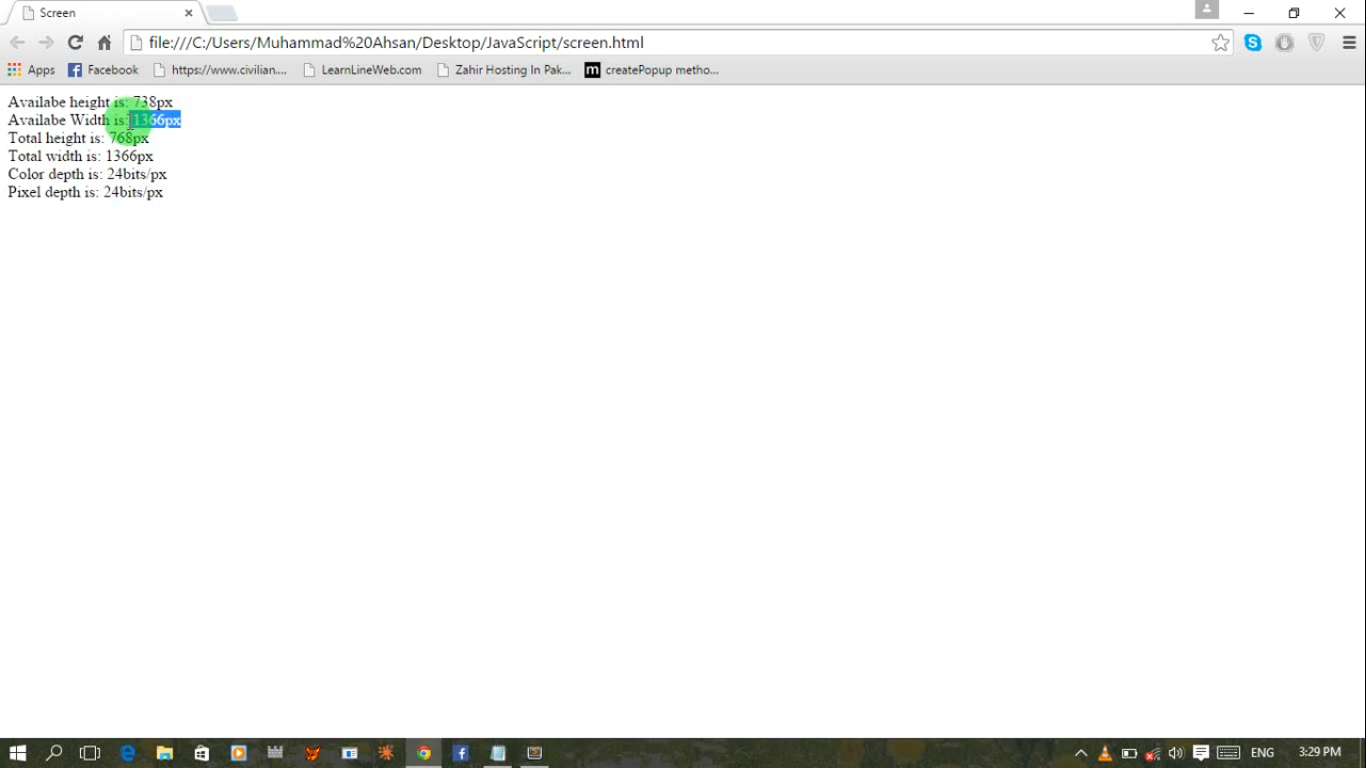 Screen
file:///C:/Users/Muhammad%20Ahsan/Desktop/JavaScript/screen.html
Apps Facebook https://www.civilian.... LearnLineWeb.com Zahir Hosting In Pak... m createPopup metho...
Availabe height is: 738px
Availabe Width is: 1366px
Total height is: 768px
Total width is: 1366px
Color depth is: 24bits/px
Pixel depth is: 24bits/px
ENG 3:29 PM